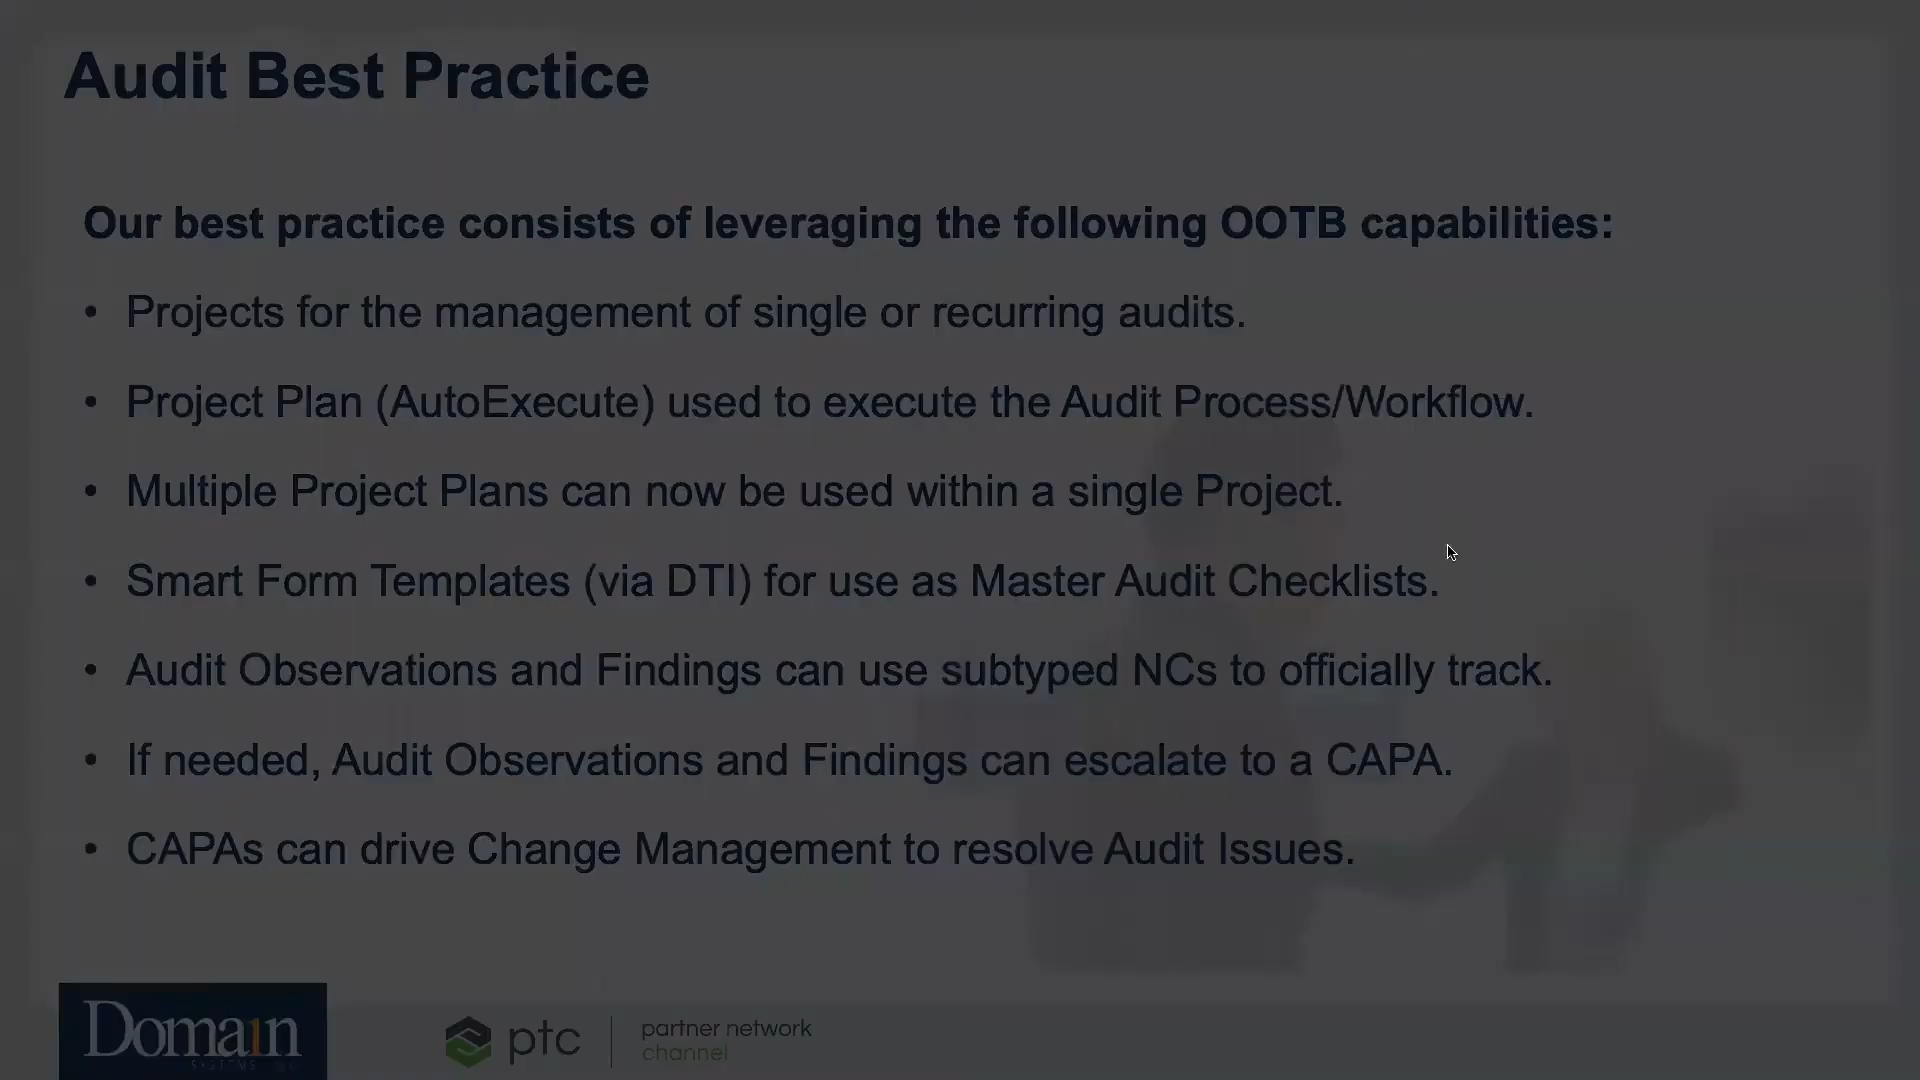 Audit Best Practice
Our best practice consists of leveraging the following OOTB capabilities:
• Projects for the management of single or recurring audits.
• Project Plan (AutoExecute) used to execute the Audit Process/Workflow.
• Multiple Project Plans can now be used within a single Project.
• Smart Form Templates (via DTI) for use as Master Audit Checklists.
• Audit Observations and Findings can use subtyped NCs to officially track.
• If needed, Audit Observations and Findings can escalate to a CAPA.
• CAPAs can drive Change Management to resolve Audit Issues.
Domain
SYSTEMS
ptc
partner network
channel